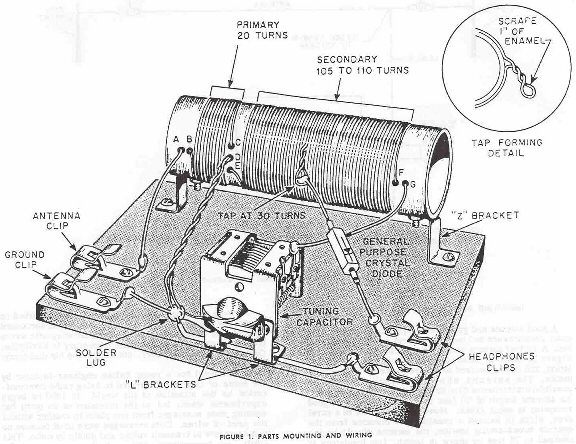 PRIMARY
20 TURNS
SECONDARY
105 TO 110 TURNS
SCRAPE
1" OF
ENAMEL
TAP FORMING
DETAIL
A
B
C
D
E
F
G
TAP AT 30 TURNS
"Z" BRACKET
ANTENNA
CLIP
GROUND
CLIP
GENERAL
PURPOSE
CRYSTAL
DIODE
TUNING
CAPACITOR
SOLDER
LUG
"L" BRACKETS
HEADPHONES
CLIPS
FIGURE 1. PARTS MOUNTING AND WIRING